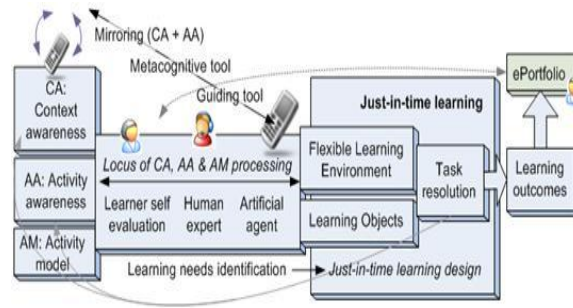 Mirroring (CA + AA)
Metacognitive tool
Guiding tool
CA:
Context
awareness
AA: Activity
awareness
AM: Activity
model
Locus of CA, AA & AM processing
Learner self
evaluation
Human
expert
Artificial
agent
Learning needs identification
Just-in-time learning
Flexible Learning
Environment
Learning Objects
Task
resolution
Just-in-time learning design
ePortfolio
Learning
outcomes